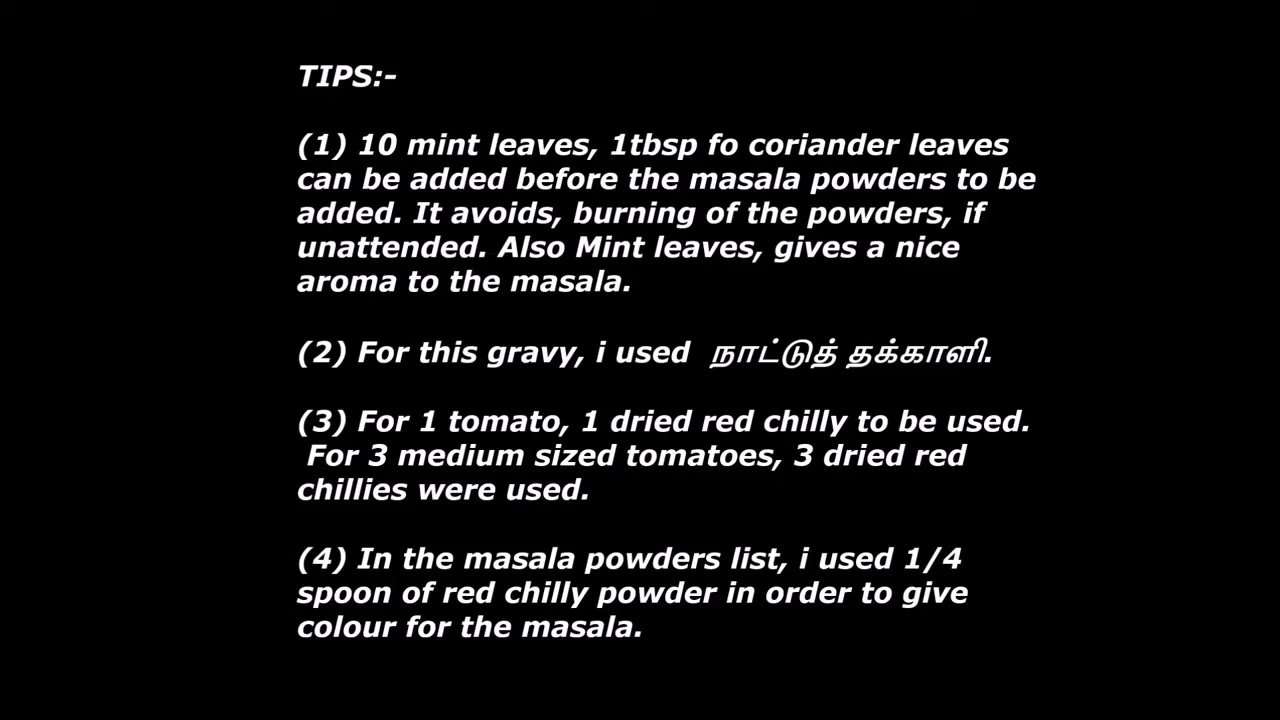 TIPS:-
(1) 10 mint leaves, 1tbsp fo coriander leaves
can be added before the masala powders to be
added. It avoids, burning of the powders, if
unattended. Also Mint leaves, gives a nice
aroma to the masala.
(2) For this gravy, i used நாட்டுத் தக்காளி.
(3) For 1 tomato, 1 dried red chilly to be used.
For 3 medium sized tomatoes, 3 dried red
chillies were used.
(4) In the masala powders list, i used 1/4
spoon of red chilly powder in order to give
colour for the masala.